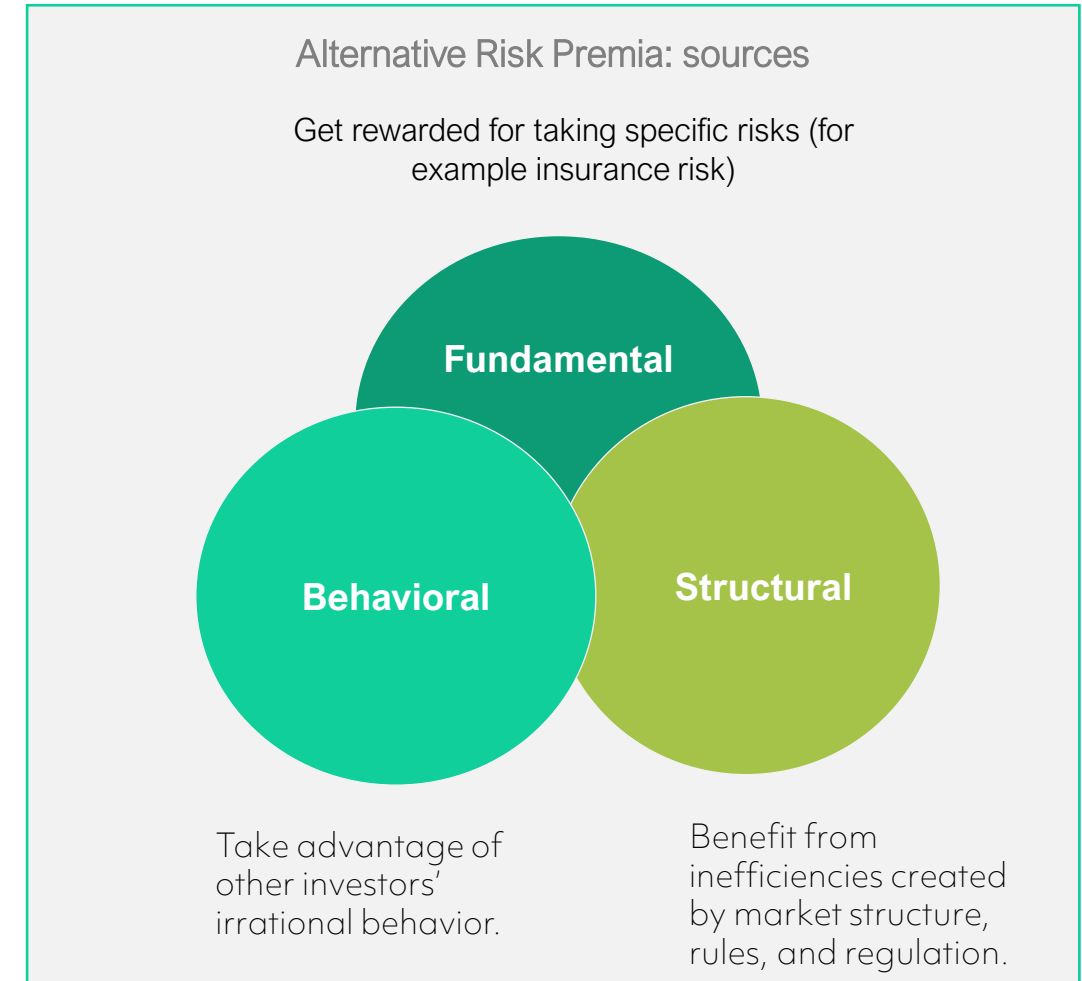 Alternative Risk Premia: sources
Get rewarded for taking specific risks (for
example insurance risk)
Fundamental
Behavioral
Structural
Take advantage of
other investors’
irrational behavior.
Benefit from
inefficiencies created
by market structure,
rules, and regulation.